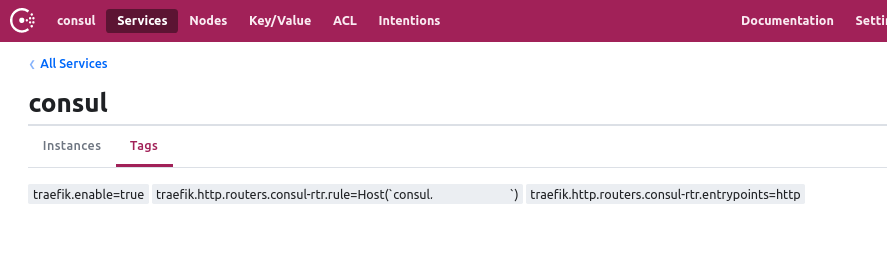 consul Services Nodes Key/Value ACL Intentions Documentation Settin
All Services
consul
Instances Tags
traefik.enable=true traefik.http.routers.consul-rtr.rule=Host(`consul. `) traefik.http.routers.consul-rtr.entrypoints=http